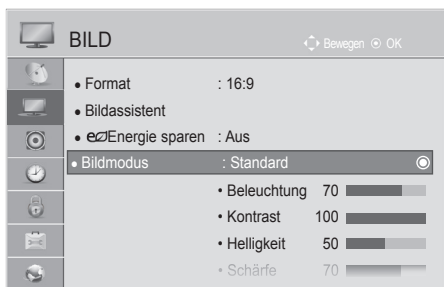 BILD
Bewegen OK
• Format : 16:9
• Bildassistent
• Energie sparen : Aus
• Bildmodus : Standard
• Beleuchtung 70
• Kontrast 100
• Helligkeit 50
• Schärfe 70